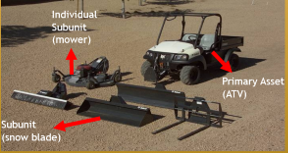 Individual
Subunit
(mower)
Primary Asset
(ATV)
Subunit
(snow blade)